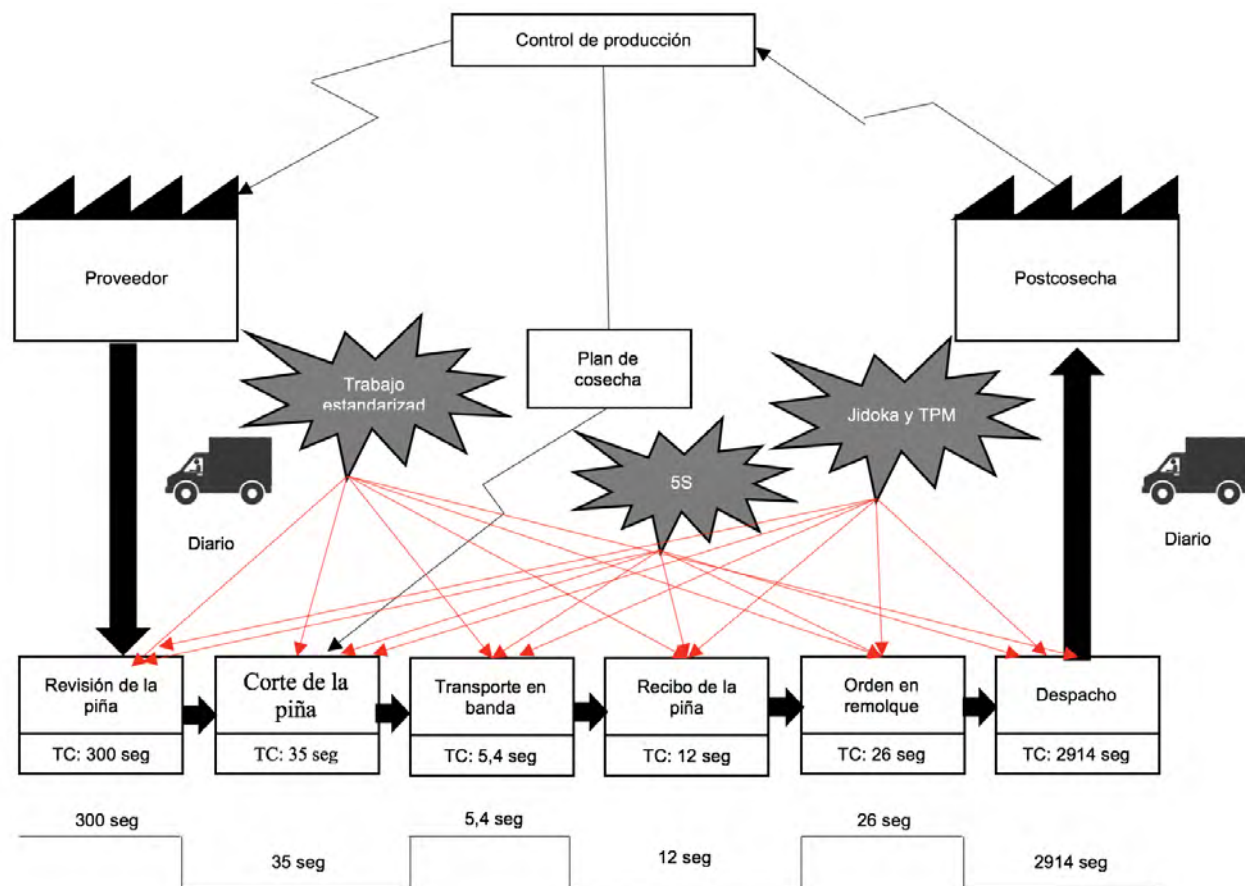 Control de producción
Proveedor
Postcosecha
Trabajo
estandarizad
Plan de
cosecha
Jidoka y TPM
5S
Diario
Diario
Revisión de la
piña
TC: 300 seg
Corte de la
piña
TC: 35 seg
Transporte en
banda
TC: 5,4 seg
Recibo de la
piña
TC: 12 seg
Orden en
remolque
TC: 26 seg
Despacho
TC: 2914 seg
300 seg
35 seg
5,4 seg
12 seg
26 seg
2914 seg